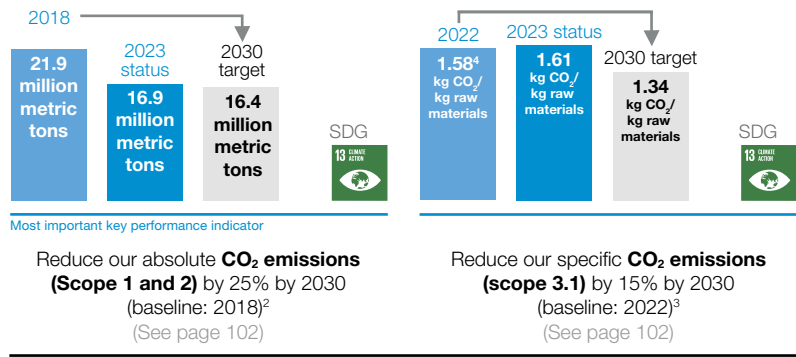 2018
21.9
million
metric
tons
2023
status
16.9
million
metric
tons
2030
target
16.4
million
metric
tons
SDG
13 CLIMATE
ACTION
Most important key performance indicator
Reduce our absolute CO₂ emissions
(Scope 1 and 2) by 25% by 2030
(baseline: 2018)²
(See page 102)
2022
1.58⁴
kg CO₂/
kg raw
materials
2023 status
1.61
kg CO₂/
kg raw
materials
2030 target
1.34
kg CO₂/
kg raw
materials
SDG
13 CLIMATE
ACTION
Reduce our specific CO₂ emissions
(scope 3.1) by 15% by 2030
(baseline: 2022)³
(See page 102)